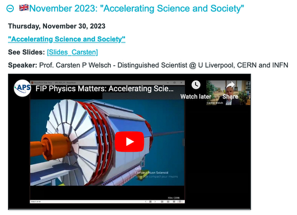 November 2023: "Accelerating Science and Society"
Thursday, November 30, 2023
"Accelerating Science and Society"
See Slides: [Slides_Carsten]
Speaker: Prof. Carsten P Welsch - Distinguished Scientist @ U Liverpool, CERN and INFN
APS
FIP Physics Matters: Accelerating Scie...
Watch later
Share